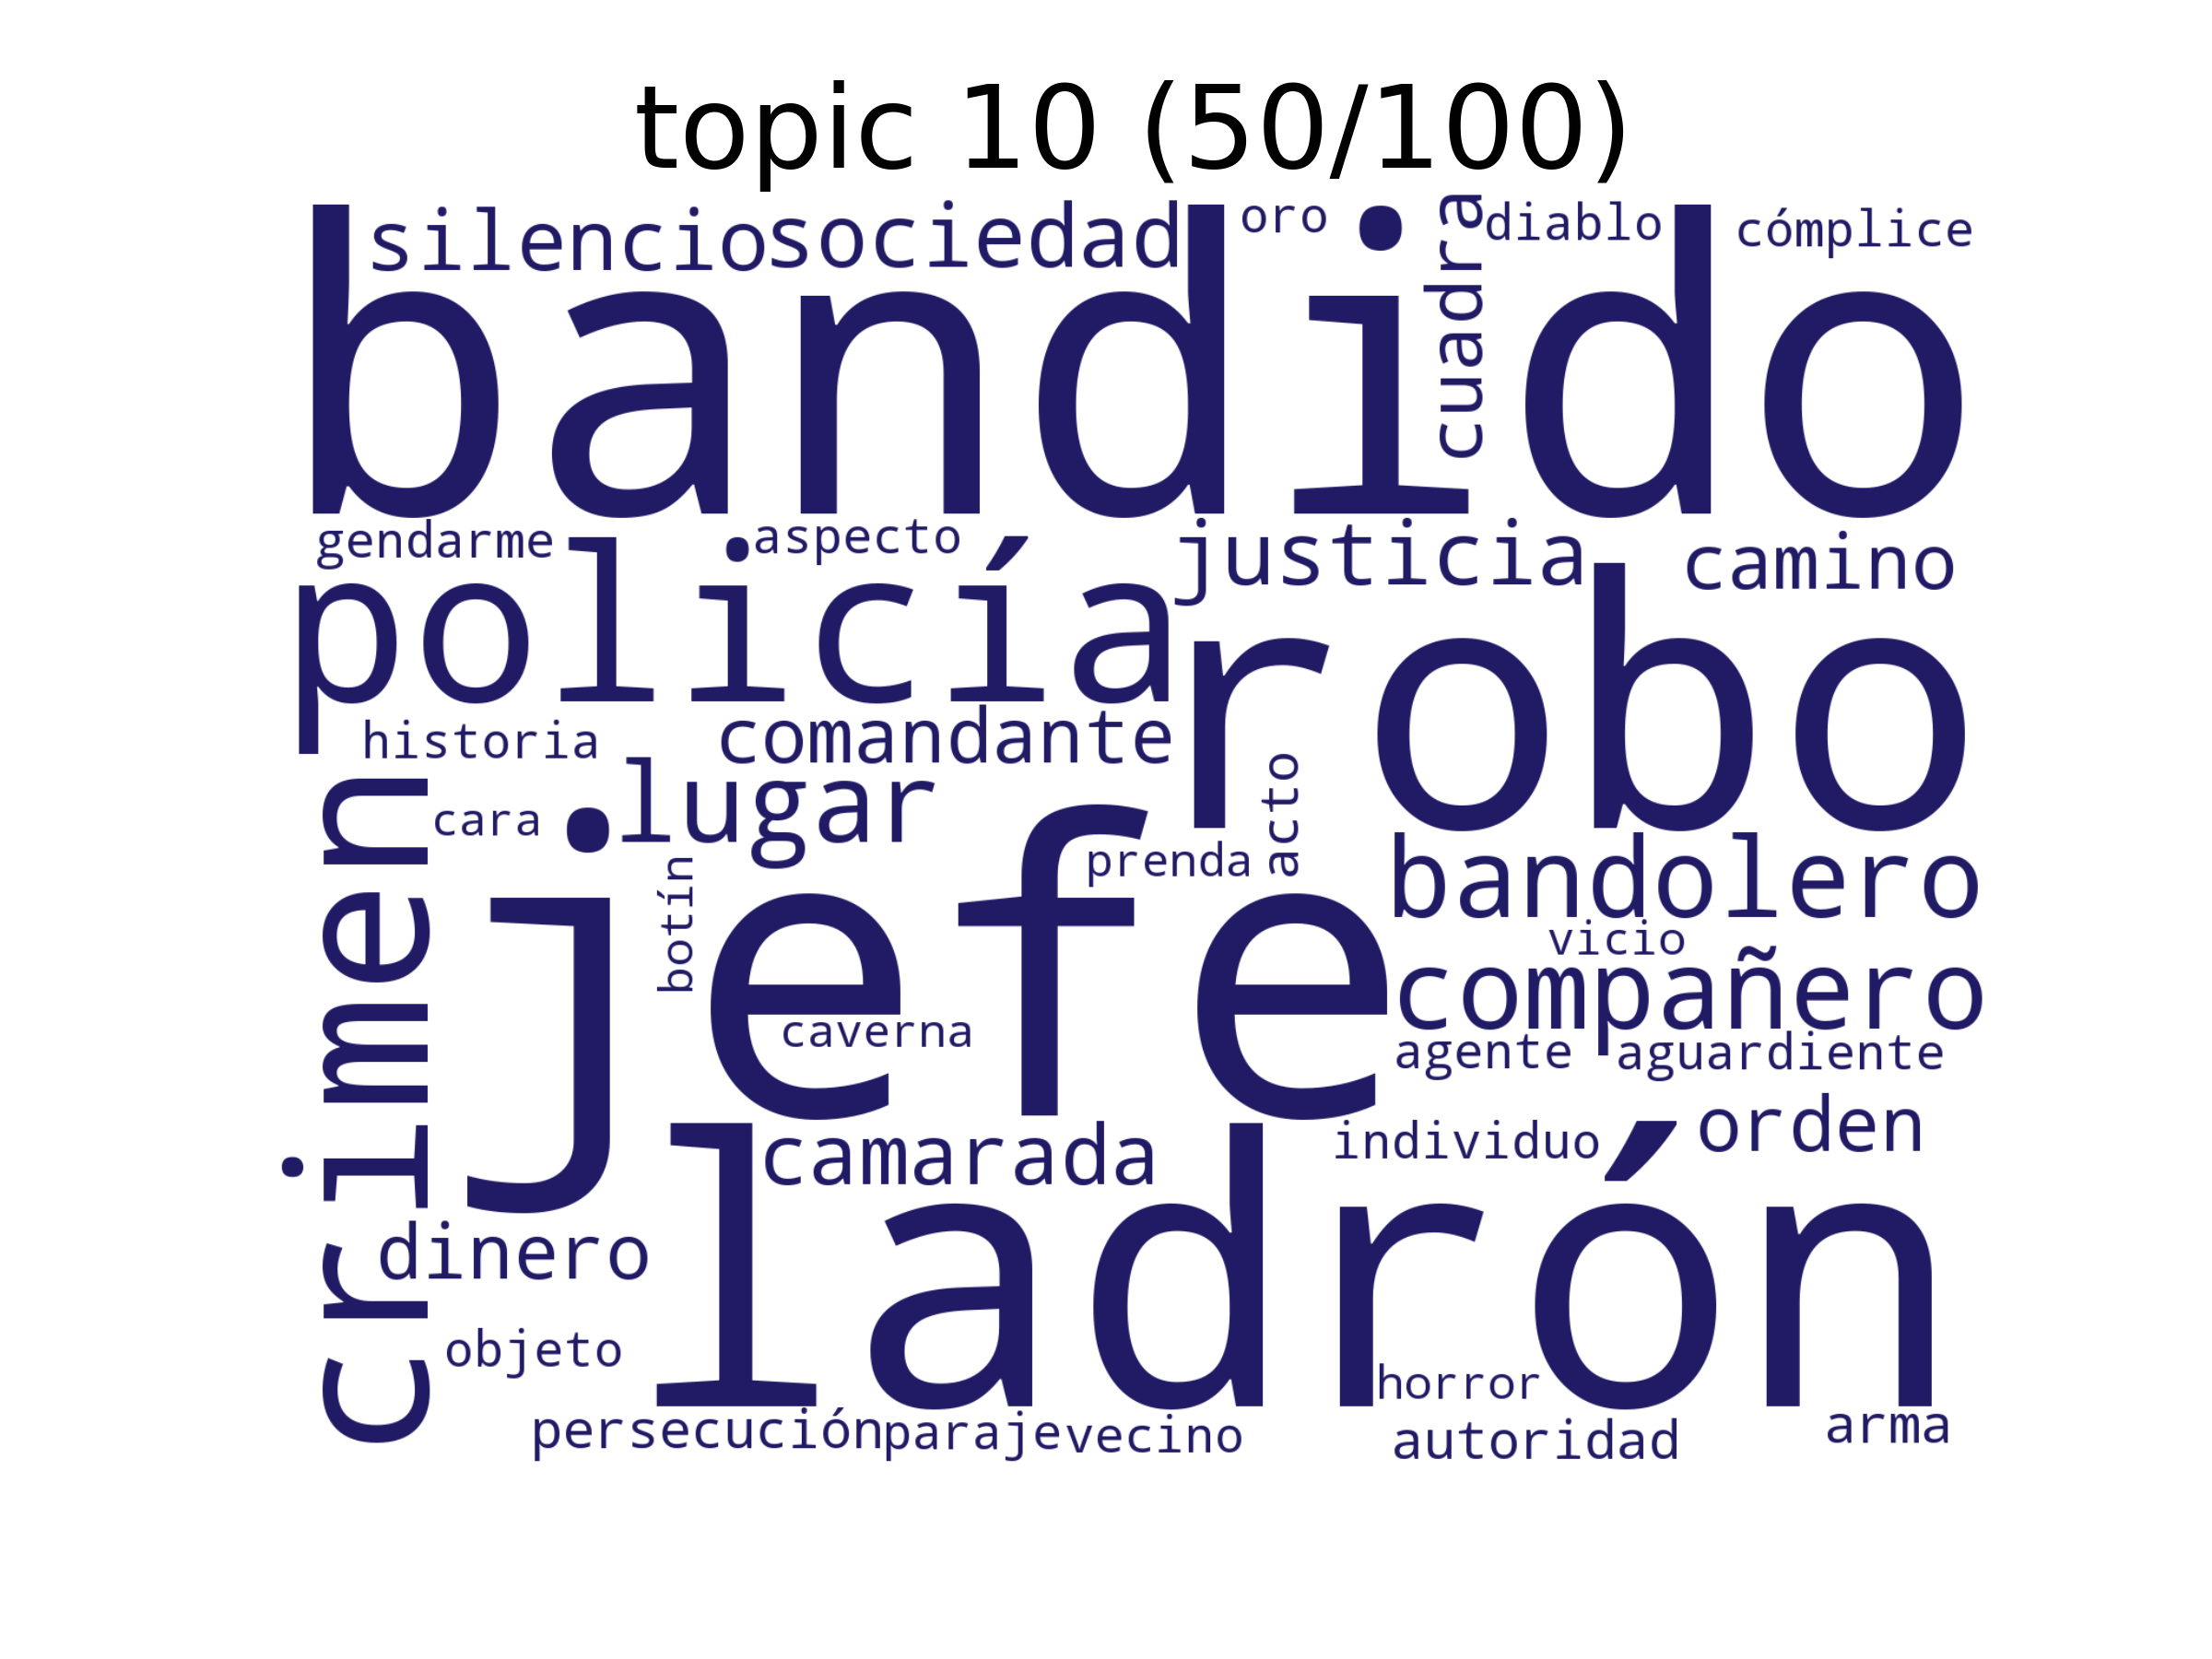 topic 10 (50/100)
silencio
sociedad
oro
cuadra
diablo
cómplice
bandido
gendarme
aspecto
justicia
camino
policía
robo
historia
comandante
cara
lugar
acto
prenda
crimen
botín
jefe
bandolero
vicio
compañero
caverna
agente
aguardiente
camarada
individuo
orden
dinero
ladrón
objeto
horror
persecución
paraje
vecino
autoridad
arma